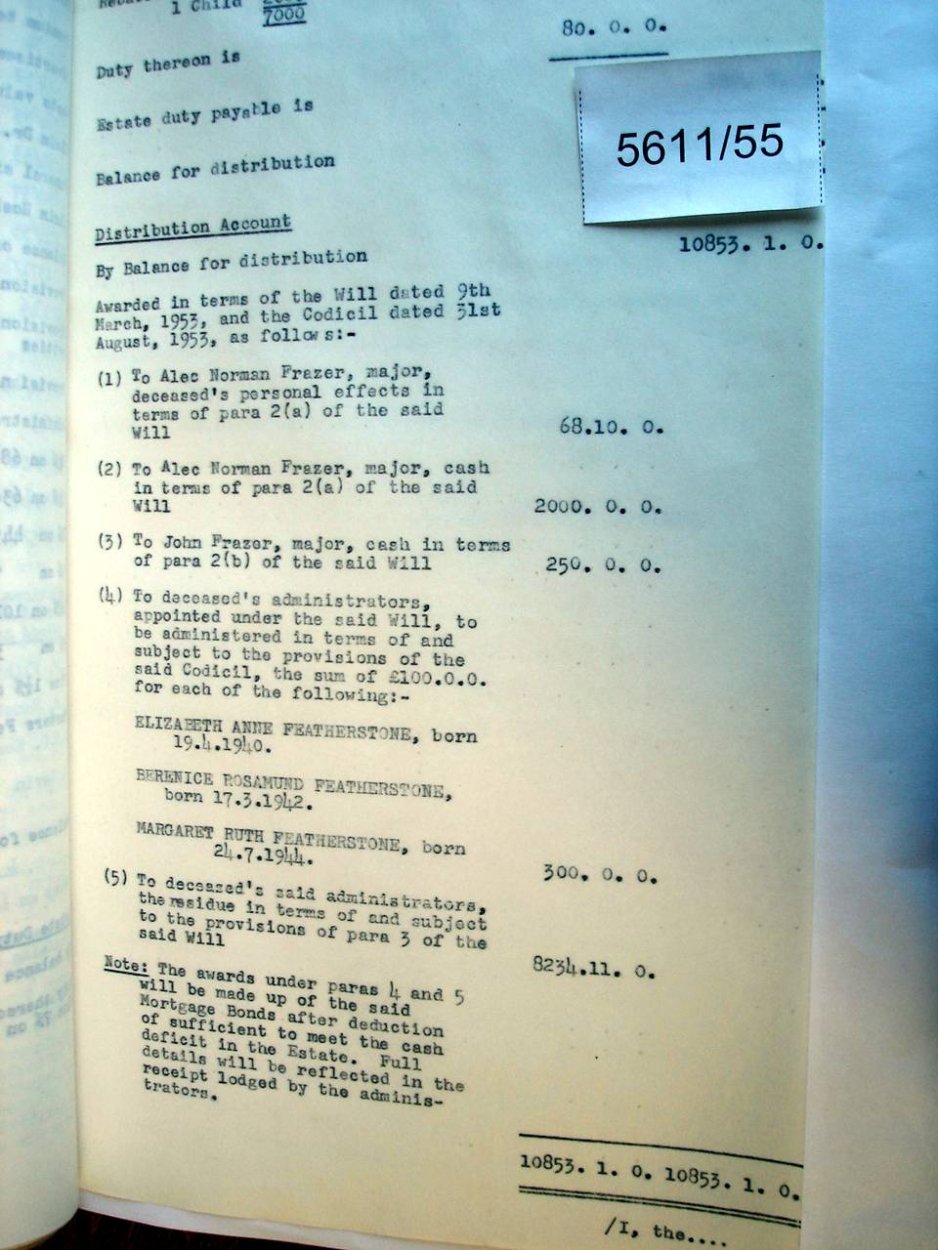 1 Child
7000
80. 0. 0.
Duty thereon is
Estate duty payable is
5611/55
Balance for distribution
Distribution Account
10853. 1. 0.
By Balance for distribution
Awarded in terms of the Will dated 9th
March, 1953, and the Codicil dated 31st
August, 1953, as follows:-
(1) To Alec Norman Frazer, major,
deceased's personal effects in
terms of para 2(a) of the said
Will 68.10. 0.
(2) To Alec Norman Frazer, major, cash
in terms of para 2(a) of the said
Will 2000. 0. 0.
(3) To John Frazer, major, cash in terms
of para 2(b) of the said Will 250. 0. 0.
(4) To deceased's administrators,
appointed under the said Will, to
be administered in terms of and
subject to the provisions of the
said Codicil, the sum of £100.0.0.
for each of the following:-
ELIZABETH ANNE FEATHERSTONE, born
19.4.1940.
BERENICE ROSAMUND FEATHERSTONE,
born 17.3.1942.
MARGARET RUTH FEATHERSTONE, born
24.7.1944.
300. 0. 0.
(5) To deceased's said administrators,
the residue in terms of and subject
to the provisions of para 3 of the
said Will
8234.11. 0.
Note: The awards under paras 4 and 5
will be made up of the said
Mortgage Bonds after deduction
of sufficient to meet the cash
deficit in the Estate. Full
details will be reflected in the
receipt lodged by the adminis-
trators.
10853. 1. 0. 10853. 1. 0.
/I, the....